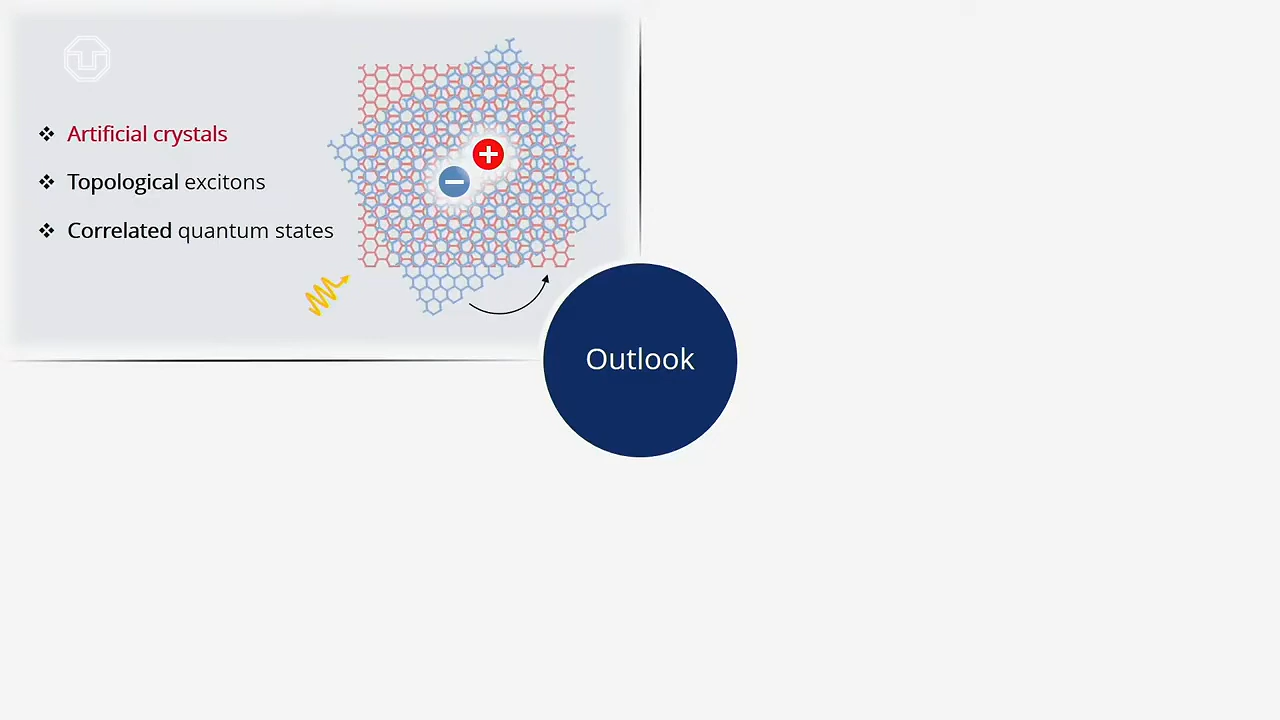 Artificial crystals
Topological excitons
Correlated quantum states
Outlook